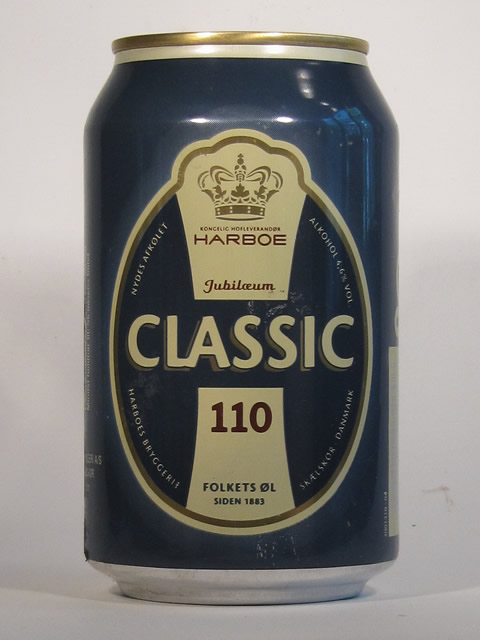 KONGELIG HOFLEVERANDØR
HARBOE
NYDES AFKØLET
ALKOHOL 4,6% VOL
Jubilæum
CLASSIC
110
HARBOES BRYGGERI
SKÆLSKØR DANMARK
FOLKETS ØL
SIDEN 1883